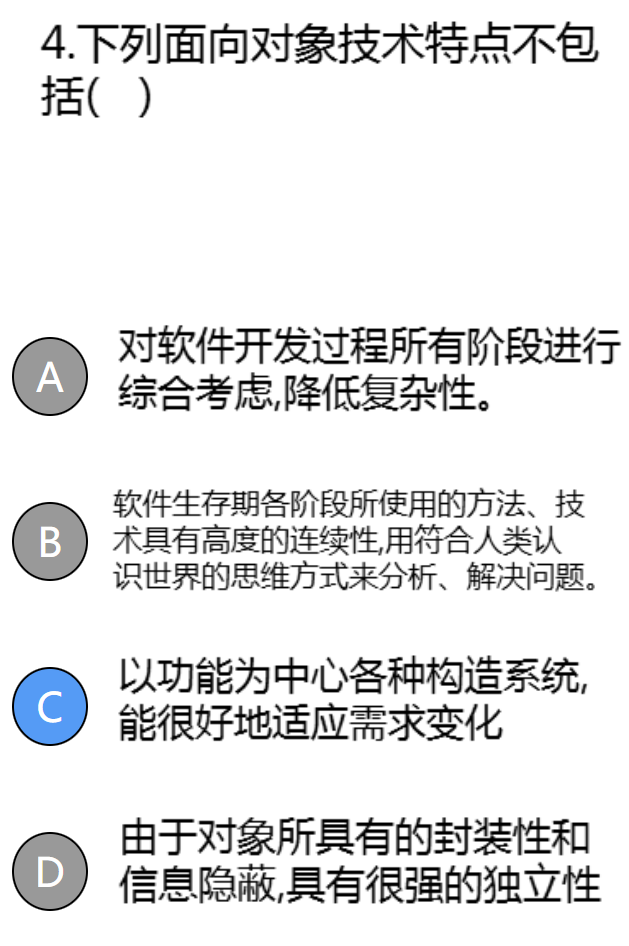 4.下列面向对象技术特点不包
括(   )
A
对软件开发过程所有阶段进行
综合考虑,降低复杂性。
B
软件生存期各阶段所使用的方法、技
术具有高度的连续性,用符合人类认
识世界的思维方式来分析、解决问题。
C
以功能为中心各种构造系统,
能很好地适应需求变化
D
由于对象所具有的封装性和
信息隐蔽,具有很强的独立性